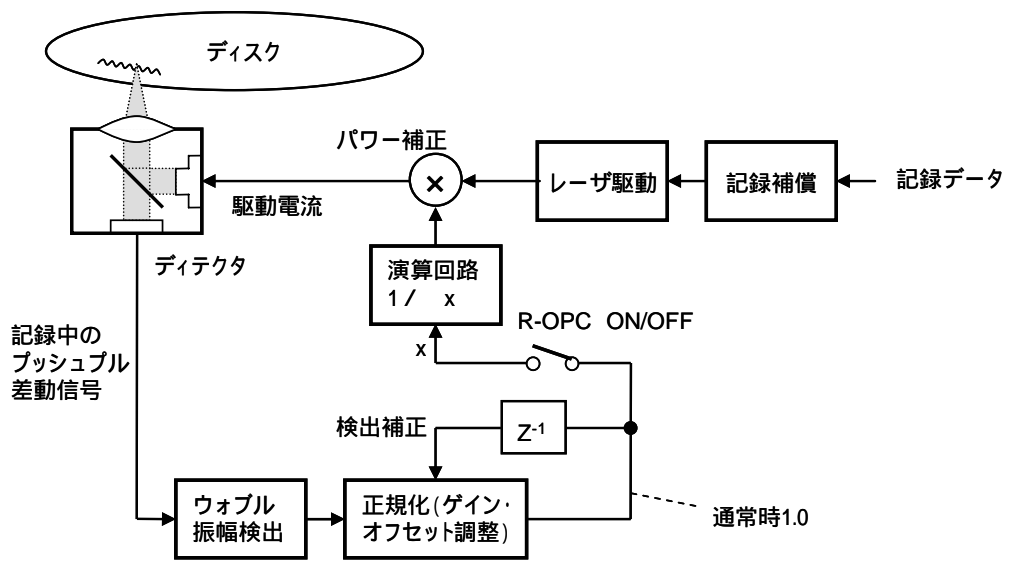 ディスク
パワー補正
×
レーザ駆動
記録補償
記録データ
駆動電流
ディテクタ
演算回路
1/ x
R-OPC ON/OFF
x
記録中の
プッシュプル
差動信号
検出補正
Z-1
ウォブル
振幅検出
正規化(ゲイン・
オフセット調整)
通常時1.0